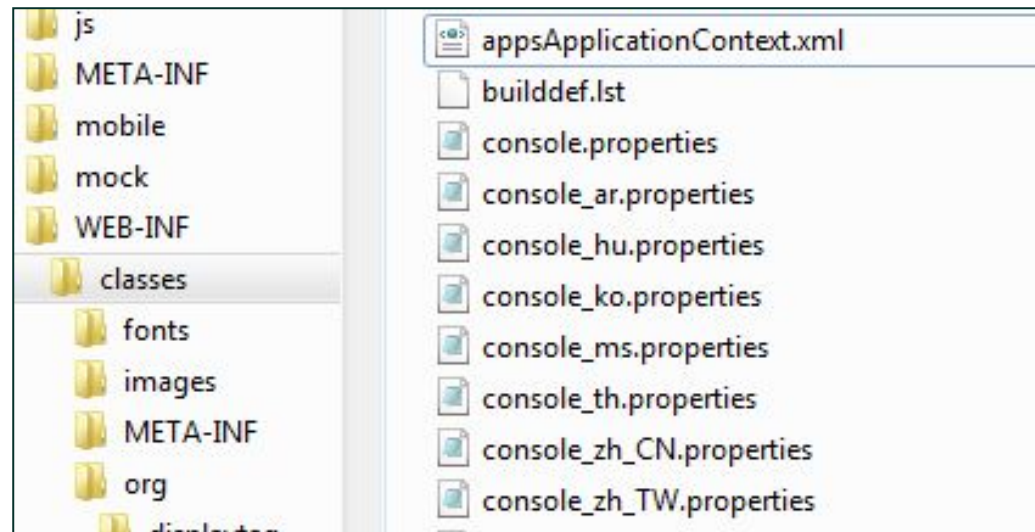 js
META-INF
mobile
mock
WEB-INF
classes
fonts
images
META-INF
org
displaytag
appsApplicationContext.xml
builddef.lst
console.properties
console_ar.properties
console_hu.properties
console_ko.properties
console_ms.properties
console_th.properties
console_zh_CN.properties
console_zh_TW.properties